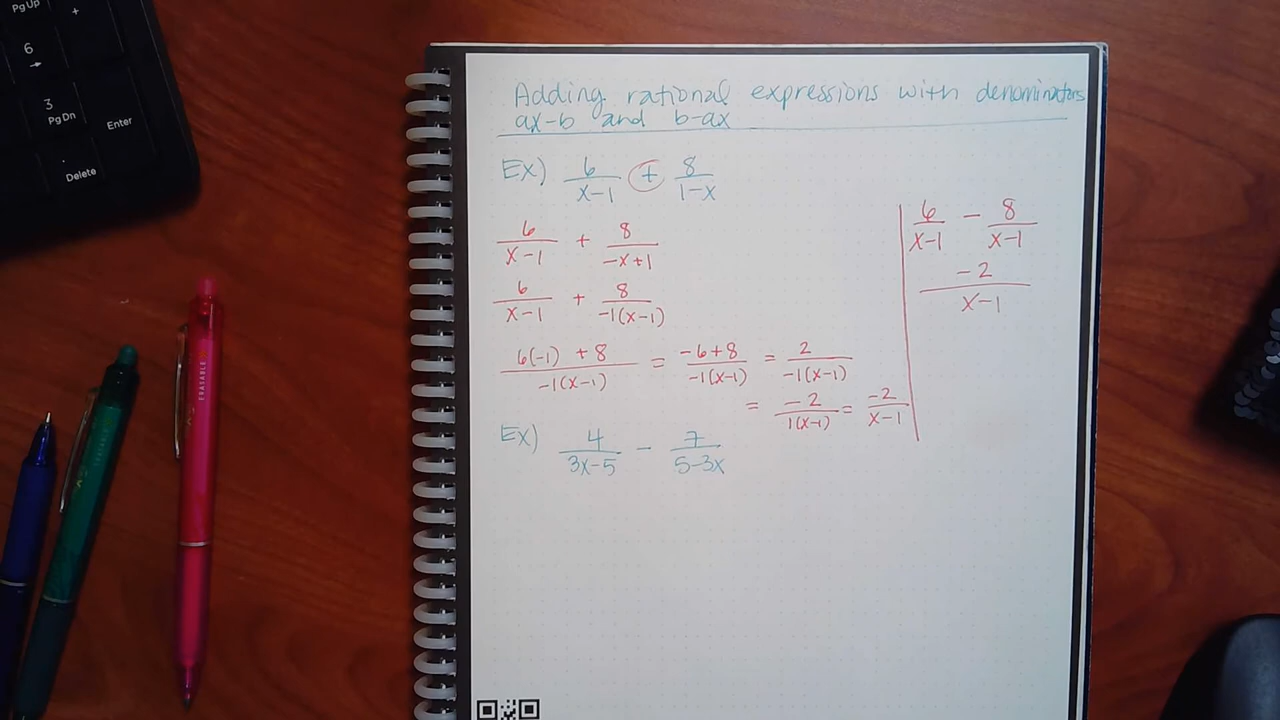 PgUp
+
6
3
PgDn
Enter
.
Delete
ERASABLE
Adding rational expressions with denominators
ax-b and b-ax
Ex) 6/(x-1) + 8/(1-x)
6/(x-1) + 8/(-x+1)
6/(x-1) + 8/(-1(x-1))
(6(-1) + 8)/(-1(x-1)) = (-6+8)/(-1(x-1)) = 2/(-1(x-1))
= -2/(1(x-1)) = -2/(x-1)
6/(x-1) - 8/(x-1)
-2/(x-1)
Ex) 4/(3x-5) - 7/(5-3x)